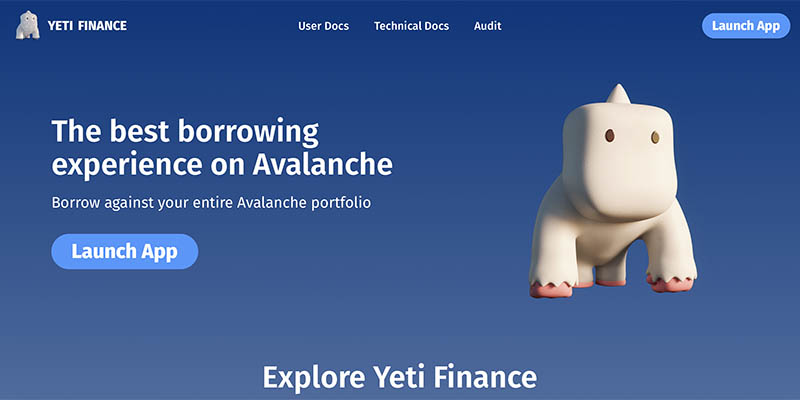 YETI FINANCE
User Docs
Technical Docs
Audit
Launch App
The best borrowing
experience on Avalanche
Borrow against your entire Avalanche portfolio
Launch App
Explore Yeti Finance